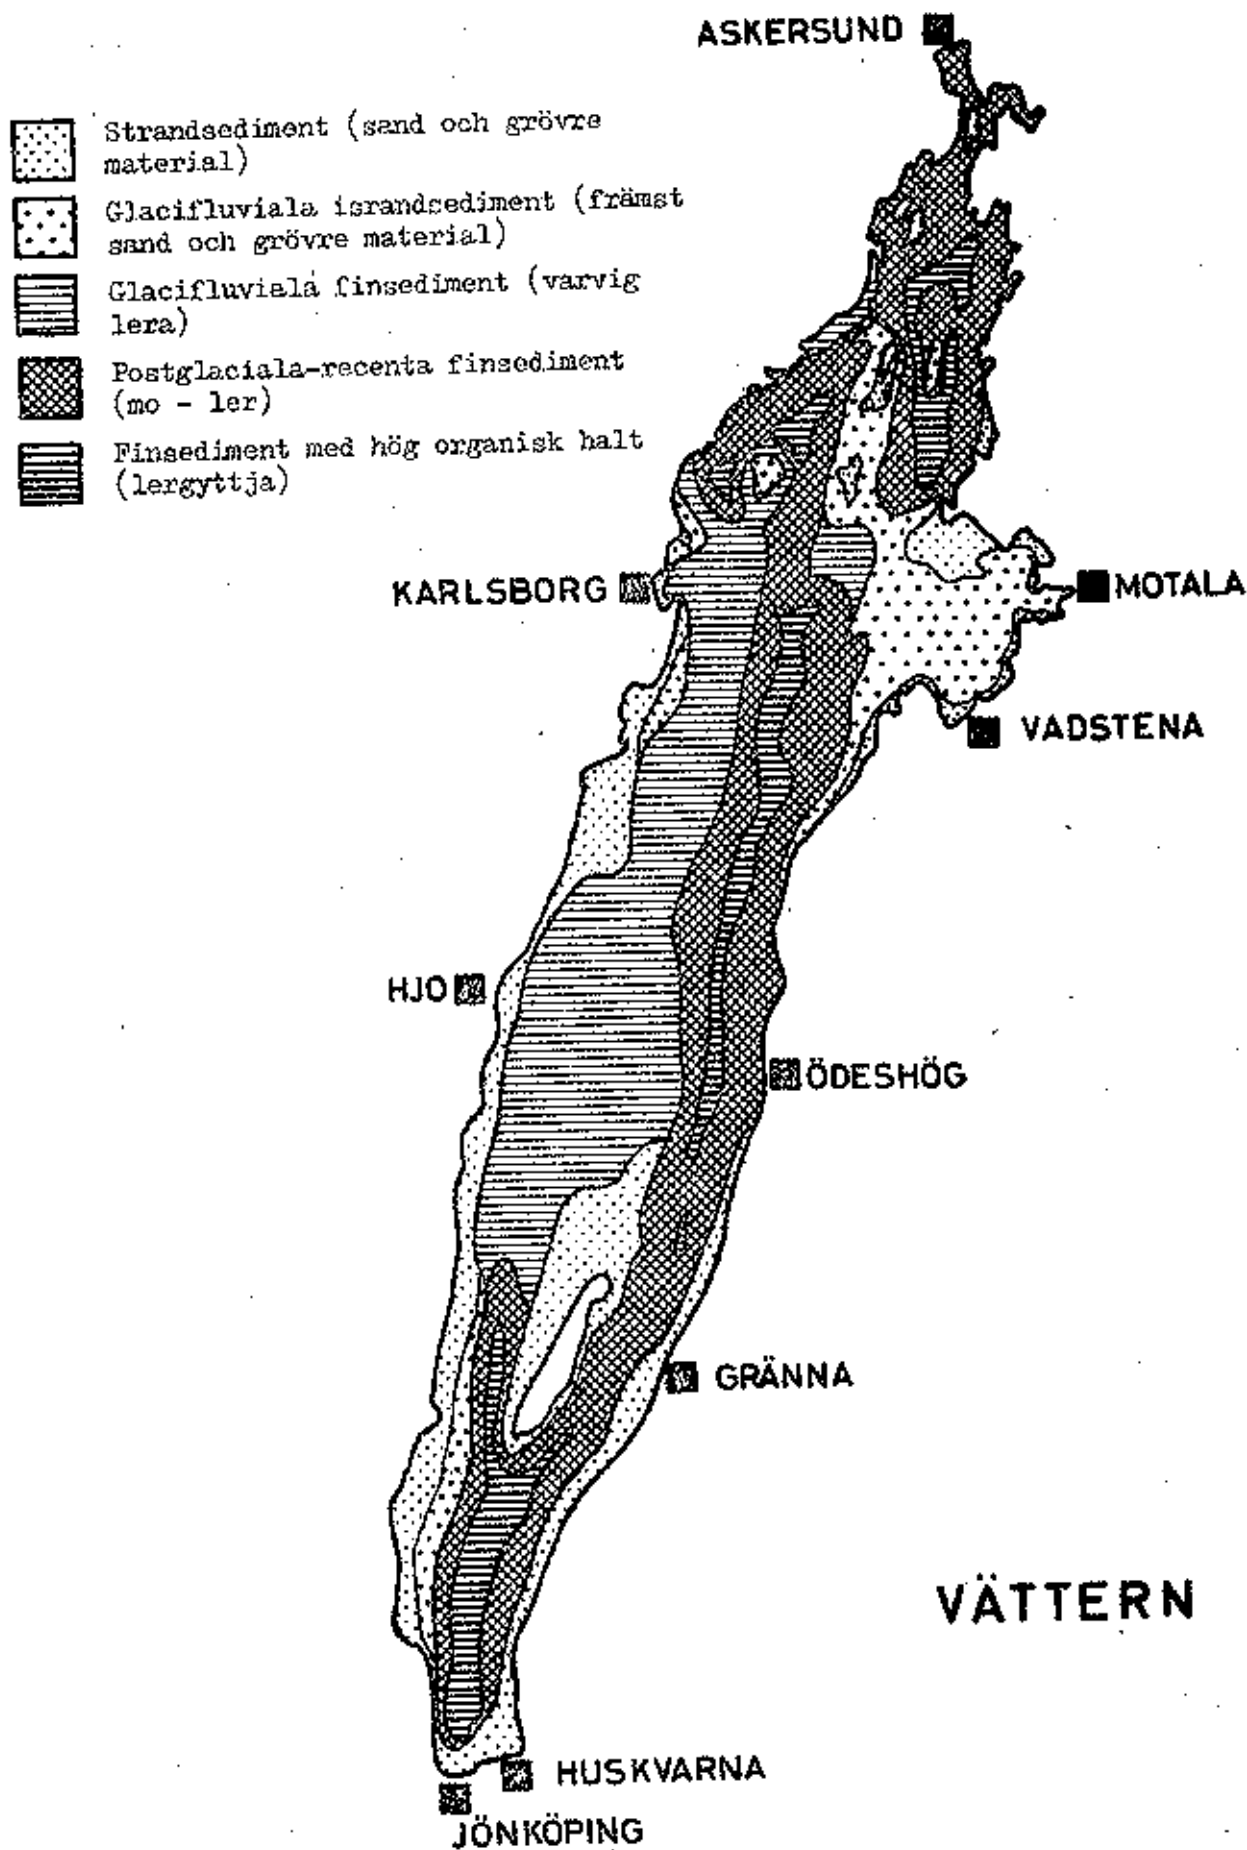 ASKERSUND
Strandsediment (sand och grövre
material)
Glacifluviala israndsediment (främst
sand och grövre material)
Glacifluviala finsediment (varvig
lera)
Postglaciala-recenta finsediment
(mo - ler)
Finsediment med hög organisk halt
(lergyttja)
KARLSBORG
MOTALA
VADSTENA
HJO
ÖDESHÖG
GRÄNNA
VÄTTERN
HUSKVARNA
JÖNKÖPING